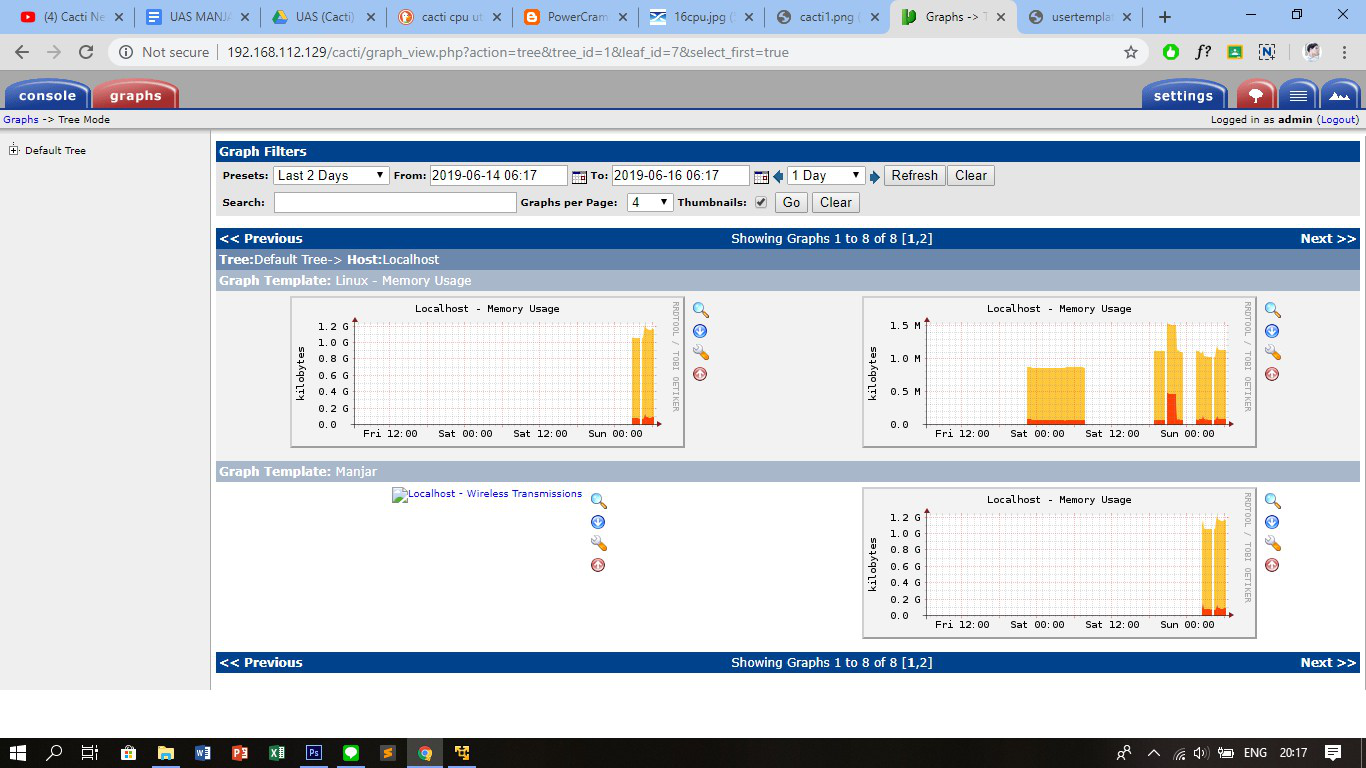 (4) Cacti Ne
UAS MANJ
UAS (Cacti)
cacti cpu ut
PowerCram
16cpu.jpg (
cacti1.png (
Graphs -> T
usertempla
Not secure | 192.168.112.129/cacti/graph_view.php?action=tree&tree_id=1&leaf_id=7&select_first=true
f?
console graphs settings
Graphs -> Tree Mode Logged in as admin (Logout)
Default Tree
Graph Filters
Presets: Last 2 Days From: 2019-06-14 06:17 To: 2019-06-16 06:17 1 Day Refresh Clear
Search: Graphs per Page: 4 Thumbnails: Go Clear
<< Previous Showing Graphs 1 to 8 of 8 [1,2] Next >>
Tree:Default Tree-> Host:Localhost
Graph Template: Linux - Memory Usage
Localhost - Memory Usage
RRDTOOL / TOBI OETIKER
kilobytes
1.2 G
1.0 G
0.8 G
0.6 G
0.4 G
0.2 G
0.0
Fri 12:00 Sat 00:00 Sat 12:00 Sun 00:00
Localhost - Memory Usage
RRDTOOL / TOBI OETIKER
kilobytes
1.5 M
1.0 M
0.5 M
0.0
Fri 12:00 Sat 00:00 Sat 12:00 Sun 00:00
Graph Template: Manjar
Localhost - Wireless Transmissions
Localhost - Memory Usage
RRDTOOL / TOBI OETIKER
kilobytes
1.2 G
1.0 G
0.8 G
0.6 G
0.4 G
0.2 G
0.0
Fri 12:00 Sat 00:00 Sat 12:00 Sun 00:00
<< Previous Showing Graphs 1 to 8 of 8 [1,2] Next >>
ENG 20:17